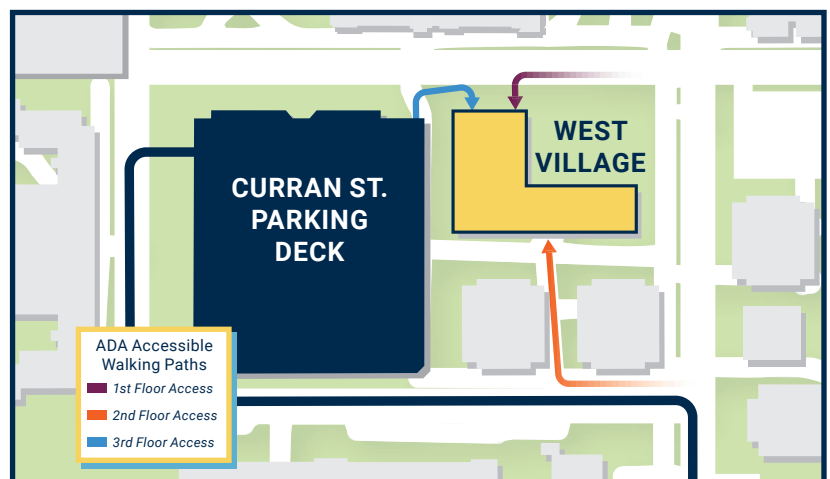 WEST
VILLAGE
CURRAN ST.
PARKING
DECK
ADA Accessible
Walking Paths
1st Floor Access
2nd Floor Access
3rd Floor Access